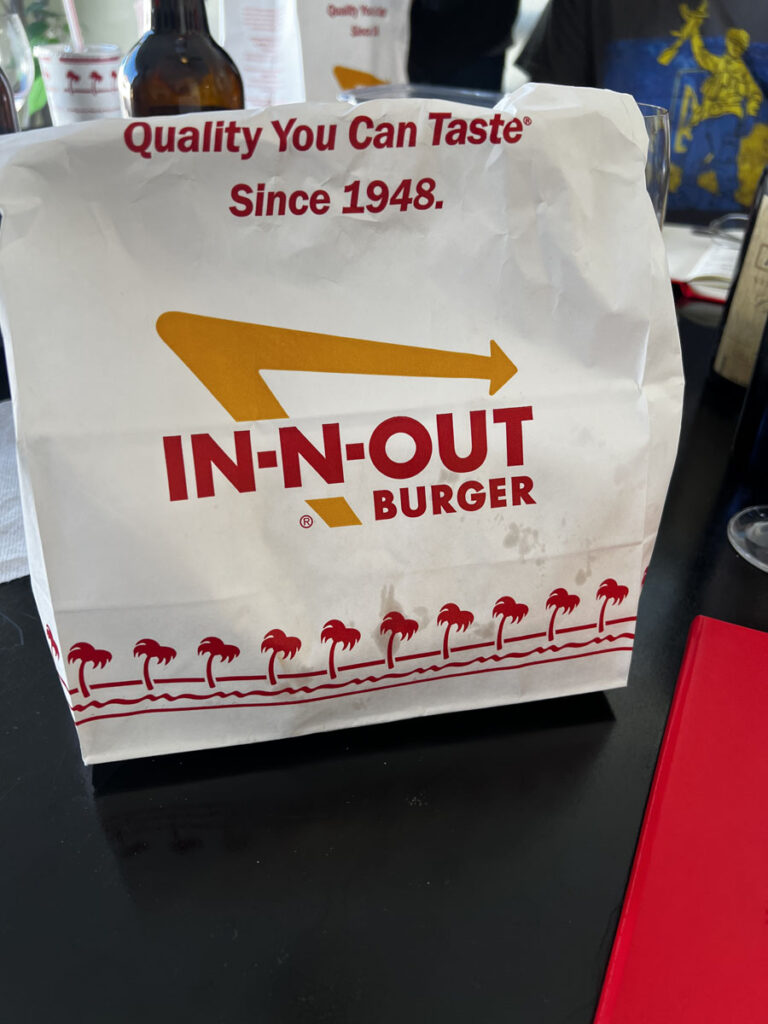 Quality You Can Taste®
Since 1948.
IN-N-OUT
BURGER
®